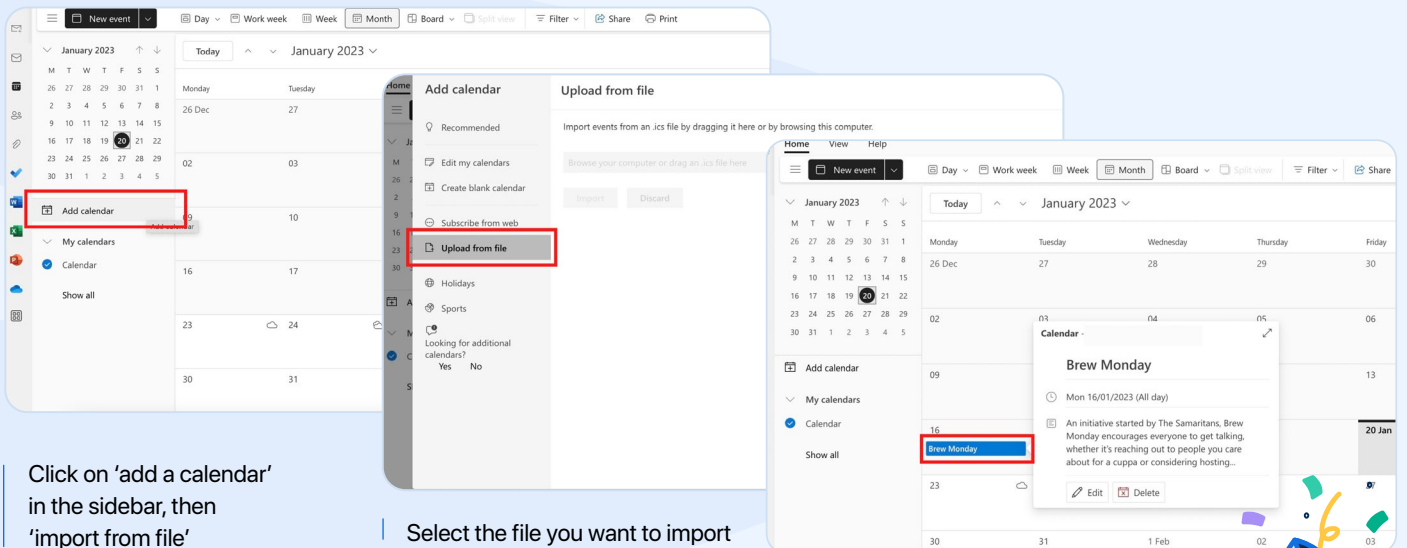 New event
Day
Work week
Week
Month
Board
Split view
Filter
Share
Print
January 2023
M T W T F S S
26 27 28 29 30 31 1
2 3 4 5 6 7 8
9 10 11 12 13 14 15
16 17 18 19 20 21 22
23 24 25 26 27 28 29
30 31 1 2 3 4 5
Add calendar
Add calendar
My calendars
Calendar
Show all
Today
January 2023
Monday Tuesday
26 Dec 27
02 03
09 10
16 17
23 24
30 31
Click on ‘add a calendar’
in the sidebar, then
‘import from file’
Home
Add calendar
Recommended
Edit my calendars
Create blank calendar
Subscribe from web
Upload from file
Holidays
Sports
Looking for additional
calendars?
Yes No
Upload from file
Import events from an .ics file by dragging it here or by browsing this computer.
Browse your computer or drag an .ics file here
Import Discard
Select the file you want to import
Home View Help
New event
Day
Work week
Week
Month
Board
Split view
Filter
Share
January 2023
M T W T F S S
26 27 28 29 30 31 1
2 3 4 5 6 7 8
9 10 11 12 13 14 15
16 17 18 19 20 21 22
23 24 25 26 27 28 29
30 31 1 2 3 4 5
Add calendar
My calendars
Calendar
Show all
Today
January 2023
Monday Tuesday Wednesday Thursday Friday
26 Dec 27 28 29 30
02 03 04 05 06
09 13
16 20 Jan
Brew Monday
23
30 31 1 Feb 02 03
Calendar -
Brew Monday
Mon 16/01/2023 (All day)
An initiative started by The Samaritans, Brew
Monday encourages everyone to get talking,
whether it's reaching out to people you care
about for a cuppa or considering hosting...
Edit Delete